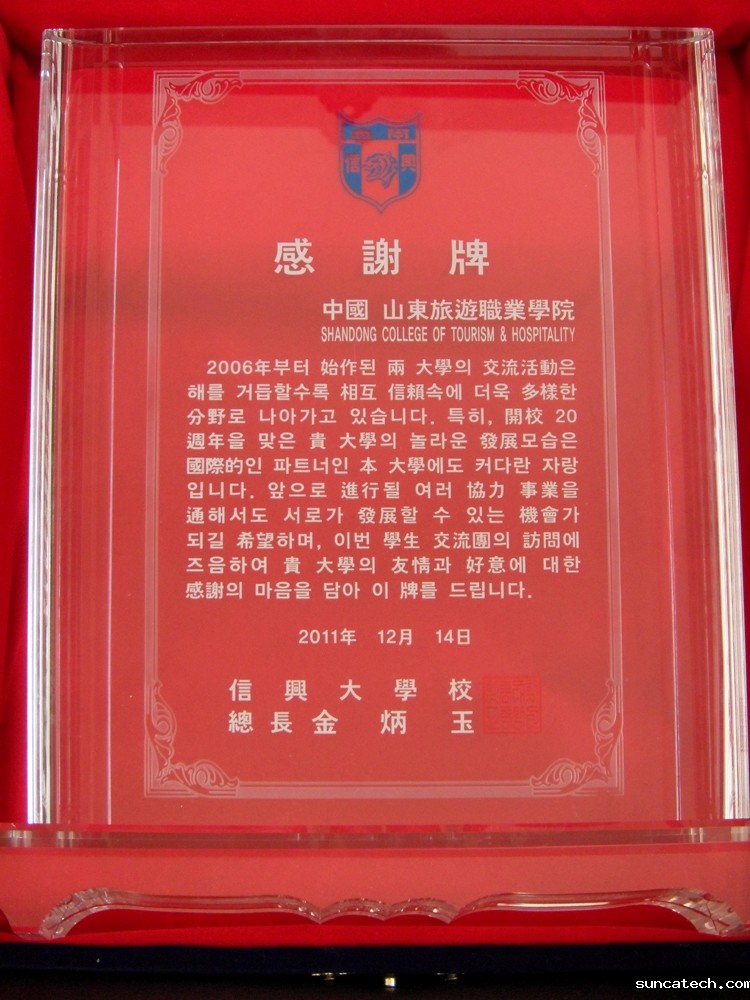 信 興
感 謝 牌
中國 山東旅遊職業學院
SHANDONG COLLEGE OF TOURISM & HOSPITALITY
2006年부터 始作된 兩 大學의 交流活動은
해를 거듭할수록 相互 信賴속에 더욱 多樣한
分野로 나아가고 있습니다. 특히, 開校 20
週年을 맞은 貴 大學의 놀라운 發展모습은
國際的인 파트너인 本 大學에도 커다란 자랑
입니다. 앞으로 進行될 여러 協力 事業을
通해서도 서로가 發展할 수 있는 機會가
되길 希望하며, 이번 學生 交流團의 訪問에
즈음하여 貴 大學의 友情과 好意에 대한
感謝의 마음을 담아 이 牌를 드립니다.
2011年 12月 14日
信 興 大 學 校
總 長 金 炳 玉
suncatech.com